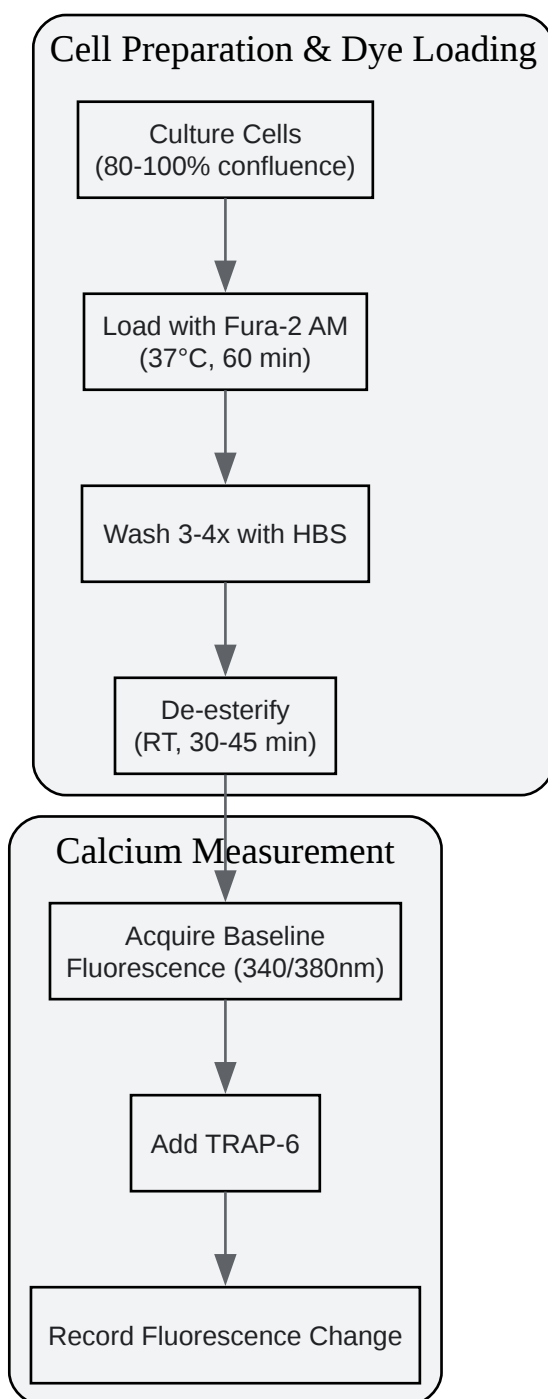 Cell Preparation & Dye Loading
Culture Cells
(80-100% confluence)
Load with Fura-2 AM
(37°C, 60 min)
Wash 3-4x with HBS
De-esterify
(RT, 30-45 min)
Calcium Measurement
Acquire Baseline
Fluorescence (340/380nm)
Add TRAP-6
Record Fluorescence Change